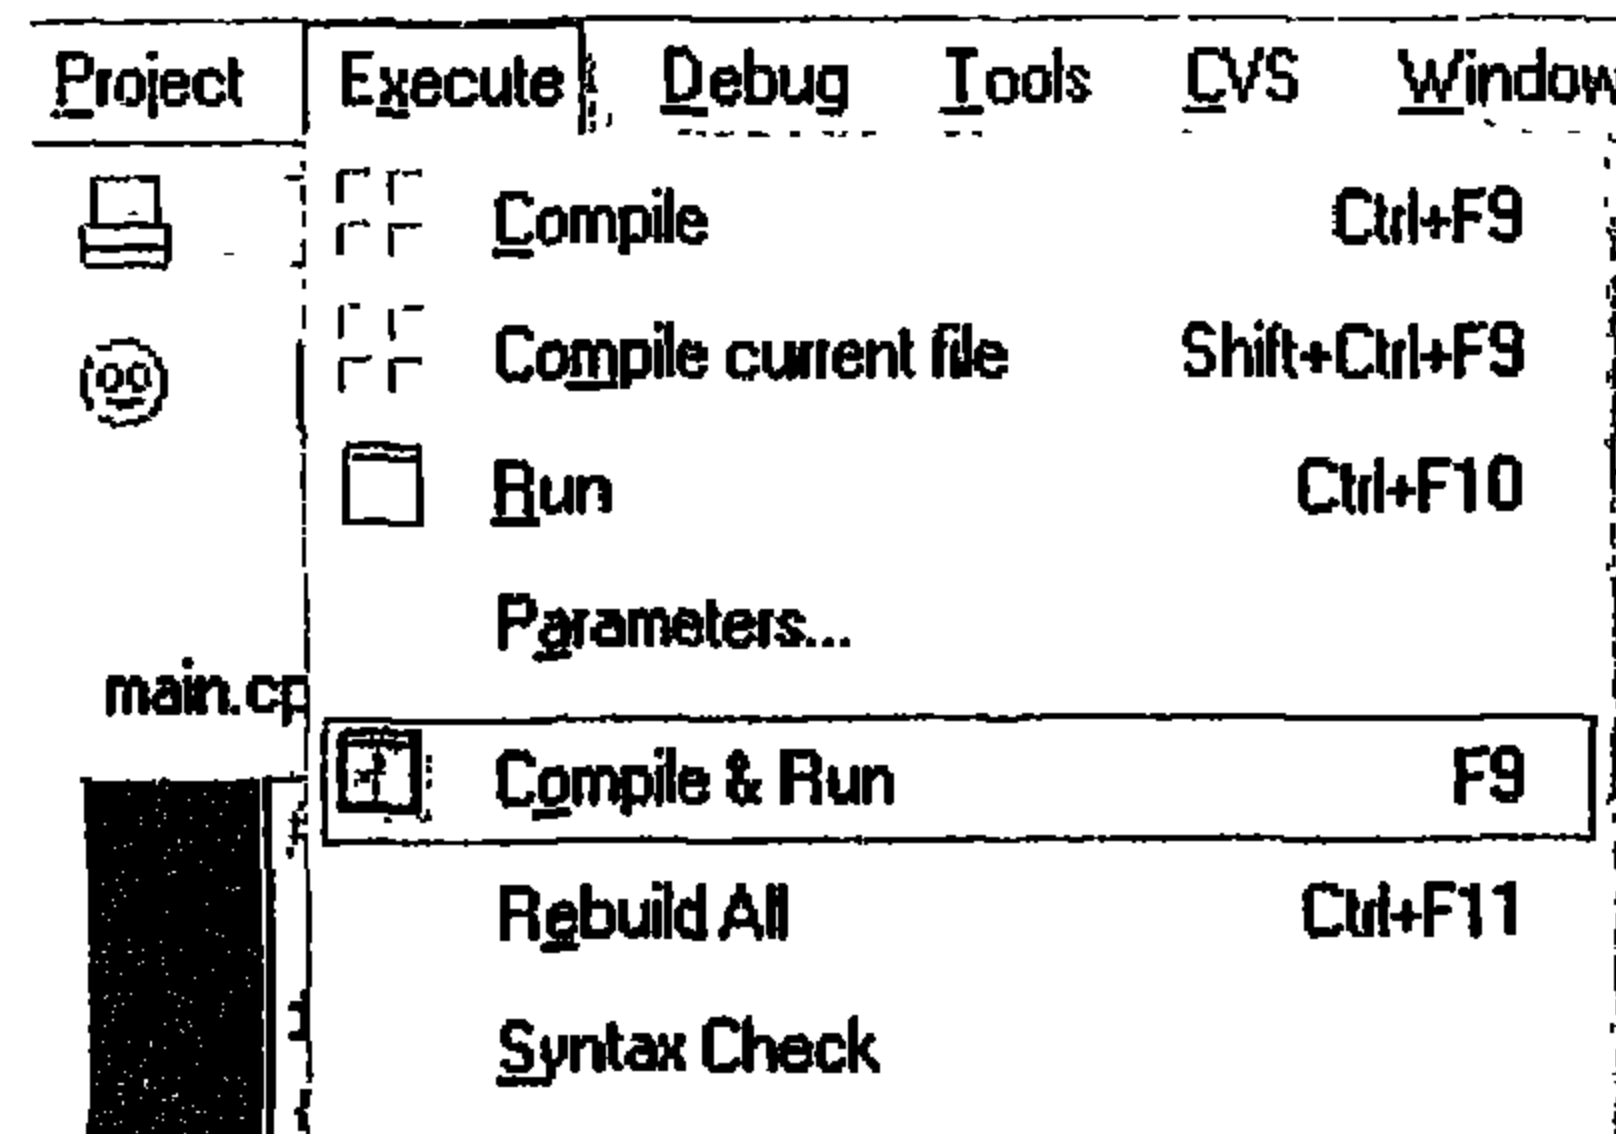 Project Execute Debug Tools CVS Window
Compile Ctrl+F9
Compile current file Shift+Ctrl+F9
Run Ctrl+F10
Parameters...
main.cp
Compile & Run F9
Rebuild All Ctrl+F11
Syntax Check